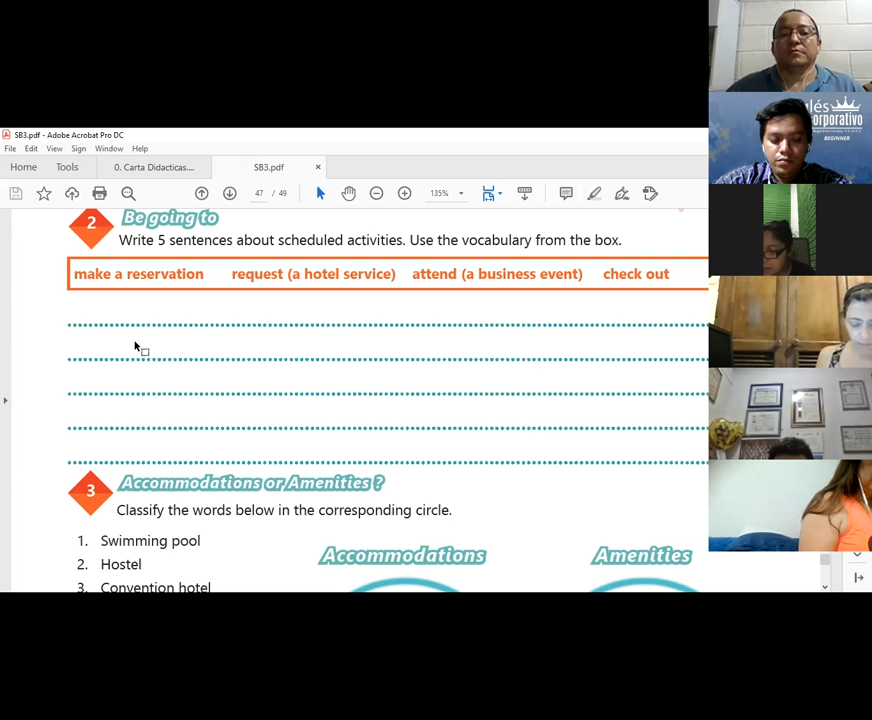 SB3.pdf - Adobe Acrobat Pro DC
File Edit View Sign Window Help
Home Tools 0. Carta Didacticas.... SB3.pdf ×
47 / 49 135%
2 Be going to
Write 5 sentences about scheduled activities. Use the vocabulary from the box.
make a reservation request (a hotel service) attend (a business event) check out
3 Accommodations or Amenities ?
Classify the words below in the corresponding circle.
1. Swimming pool
Accommodations Amenities
2. Hostel
3. Convention hotel
BEGINNER